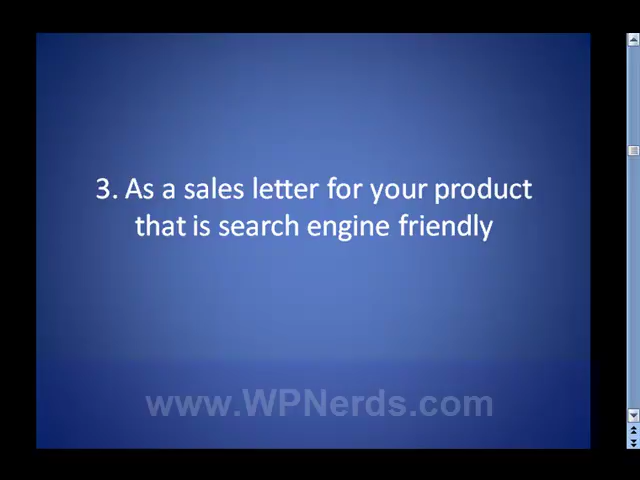 3. As a sales letter for your product
that is search engine friendly
www.WPNerds.com